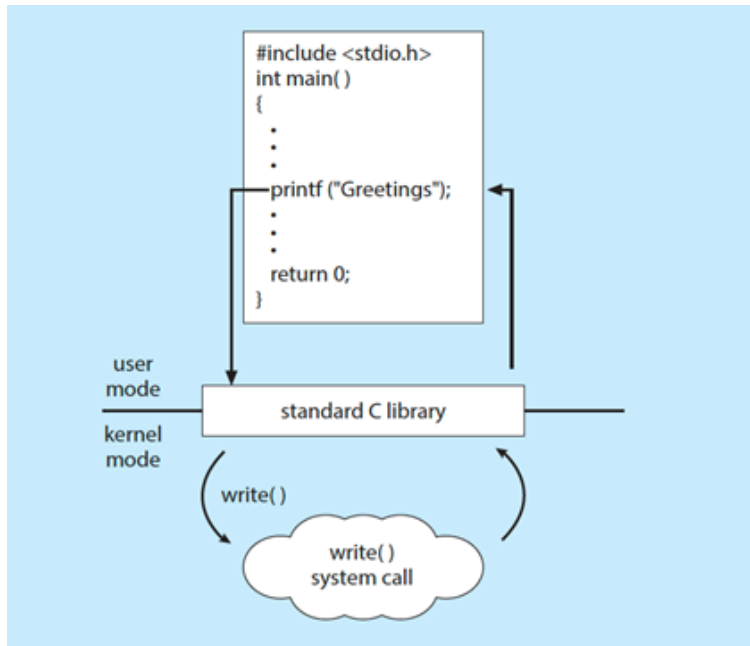 #include <stdio.h>
int main( )
{
•
•
•
printf ("Greetings");
•
•
•
return 0;
}
user
mode
standard C library
kernel
mode
write( )
write( )
system call